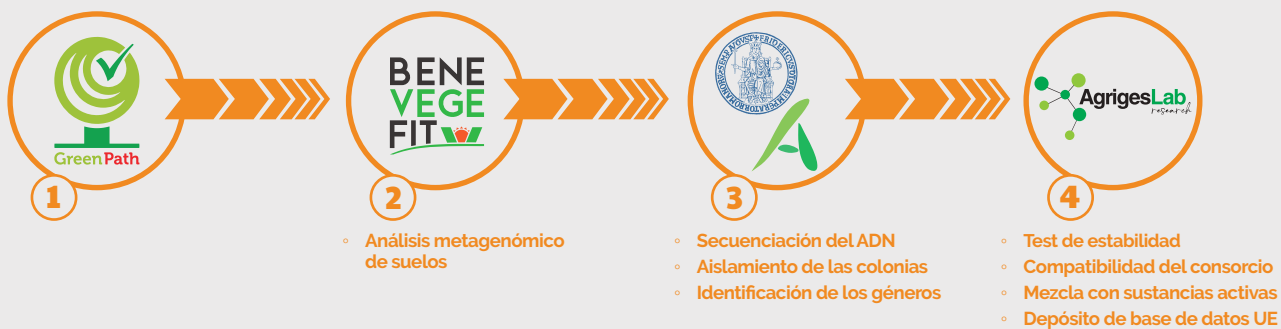 GreenPath
1
BENE
VEGE
FIT
2
◦ Análisis metagenómico
de suelos
3
◦ Secuenciación del ADN
◦ Aislamiento de las colonias
◦ Identificación de los géneros
AgrigesLab
research
4
◦ Test de estabilidad
◦ Compatibilidad del consorcio
◦ Mezcla con sustancias activas
◦ Depósito de base de datos UE